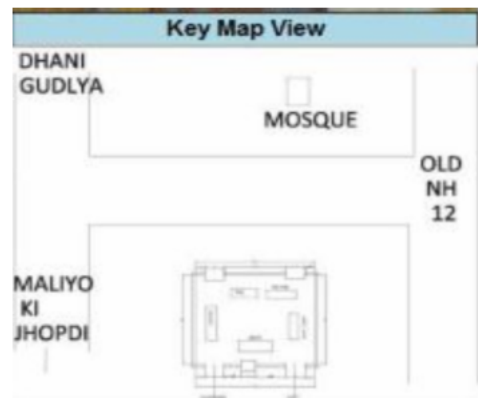 Key Map View
DHANI
GUDLYA
MOSQUE
OLD
NH
12
MALIYO
KI
JHOPDI